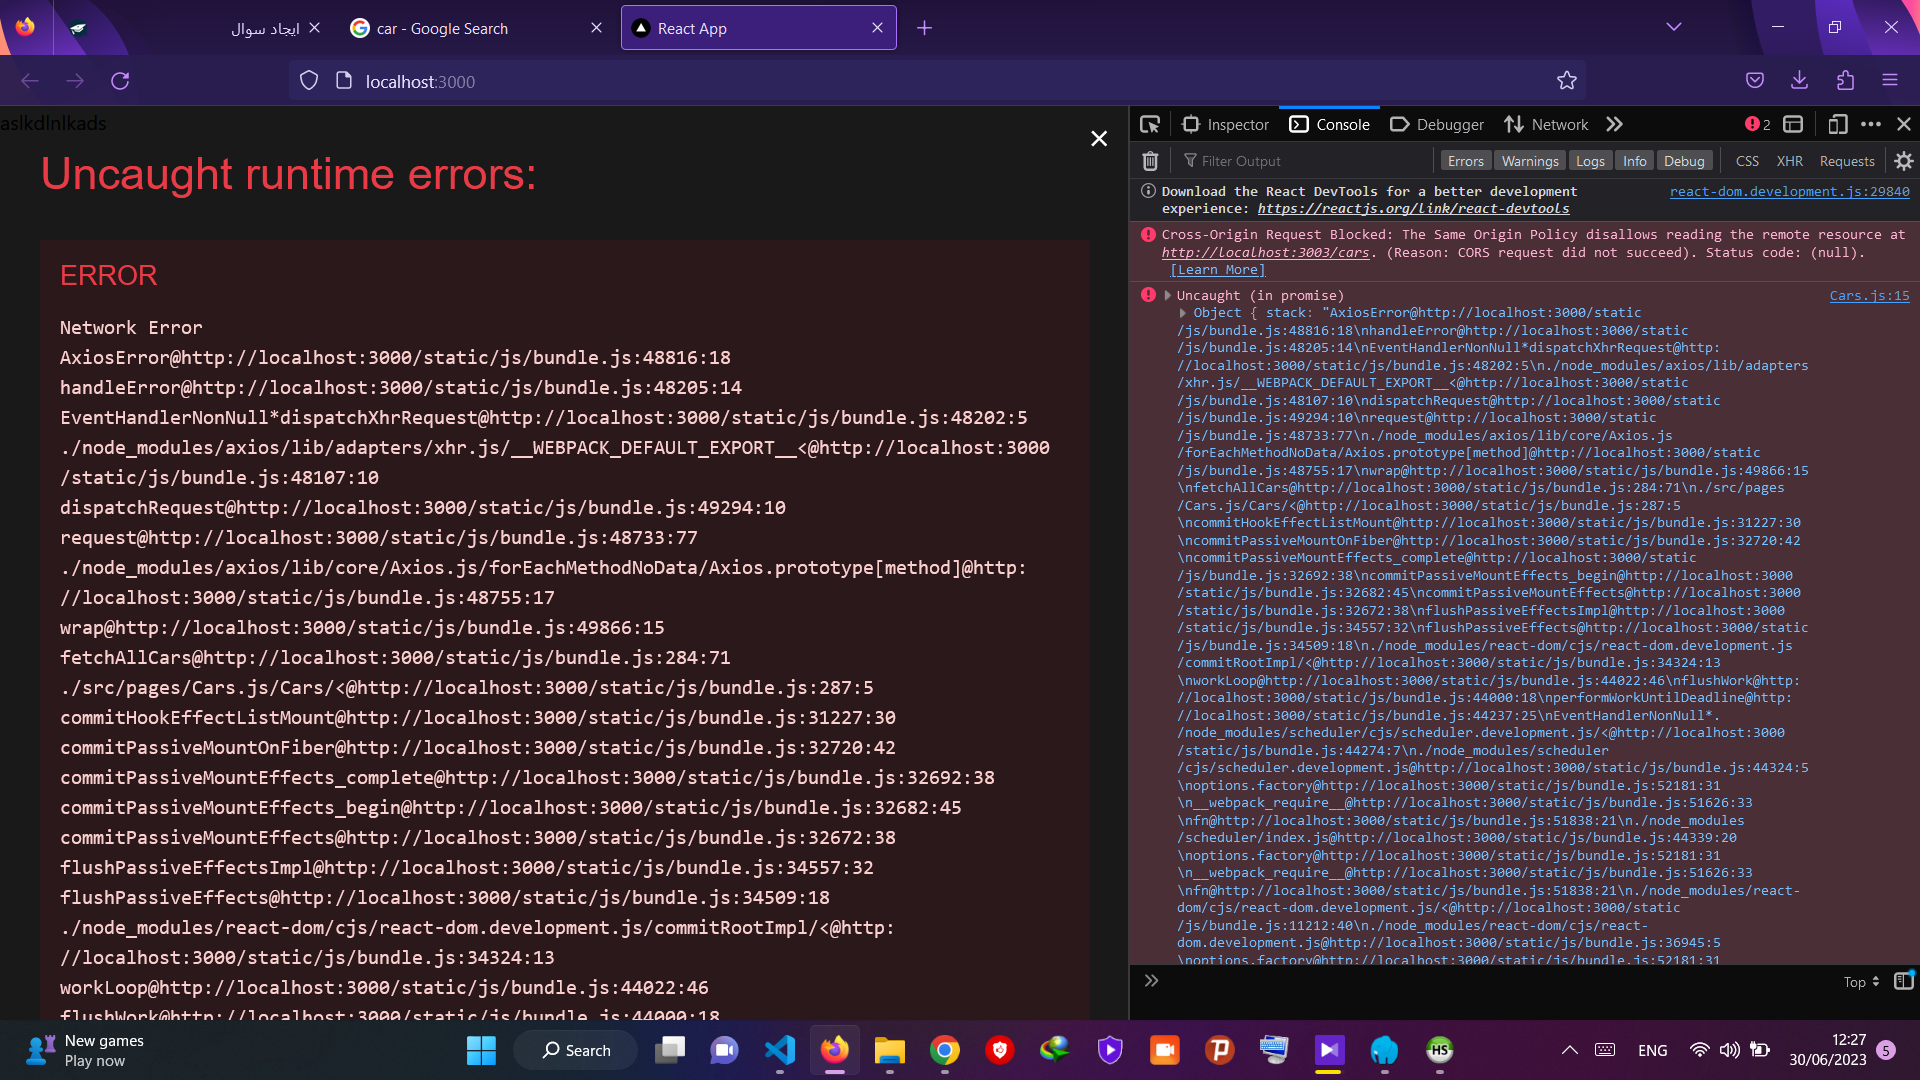 ایجاد سوال
car - Google Search
React App
localhost:3000
aslkdlnlkads
Uncaught runtime errors:
ERROR
Network Error
AxiosError@http://localhost:3000/static/js/bundle.js:48816:18
handleError@http://localhost:3000/static/js/bundle.js:48205:14
EventHandlerNonNull*dispatchXhrRequest@http://localhost:3000/static/js/bundle.js:48202:5
./node_modules/axios/lib/adapters/xhr.js/__WEBPACK_DEFAULT_EXPORT__<@http://localhost:3000
/static/js/bundle.js:48107:10
dispatchRequest@http://localhost:3000/static/js/bundle.js:49294:10
request@http://localhost:3000/static/js/bundle.js:48733:77
./node_modules/axios/lib/core/Axios.js/forEachMethodNoData/Axios.prototype[method]@http:
//localhost:3000/static/js/bundle.js:48755:17
wrap@http://localhost:3000/static/js/bundle.js:49866:15
fetchAllCars@http://localhost:3000/static/js/bundle.js:284:71
./src/pages/Cars.js/Cars/<@http://localhost:3000/static/js/bundle.js:287:5
commitHookEffectListMount@http://localhost:3000/static/js/bundle.js:31227:30
commitPassiveMountOnFiber@http://localhost:3000/static/js/bundle.js:32720:42
commitPassiveMountEffects_complete@http://localhost:3000/static/js/bundle.js:32692:38
commitPassiveMountEffects_begin@http://localhost:3000/static/js/bundle.js:32682:45
commitPassiveMountEffects@http://localhost:3000/static/js/bundle.js:32672:38
flushPassiveEffectsImpl@http://localhost:3000/static/js/bundle.js:34557:32
flushPassiveEffects@http://localhost:3000/static/js/bundle.js:34509:18
./node_modules/react-dom/cjs/react-dom.development.js/commitRootImpl/<@http:
//localhost:3000/static/js/bundle.js:34324:13
workLoop@http://localhost:3000/static/js/bundle.js:44022:46
flushWork@http://localhost:3000/static/js/bundle.js:44000:18
Inspector Console Debugger Network 2
Filter Output Errors Warnings Logs Info Debug CSS XHR Requests
Download the React DevTools for a better development react-dom.development.js:29840
experience: https://reactjs.org/link/react-devtools
Cross-Origin Request Blocked: The Same Origin Policy disallows reading the remote resource at
http://localhost:3003/cars. (Reason: CORS request did not succeed). Status code: (null).
[Learn More]
Uncaught (in promise) Cars.js:15
Object { stack: "AxiosError@http://localhost:3000/static
/js/bundle.js:48816:18\nhandleError@http://localhost:3000/static
/js/bundle.js:48205:14\nEventHandlerNonNull*dispatchXhrRequest@http:
//localhost:3000/static/js/bundle.js:48202:5\n./node_modules/axios/lib/adapters
/xhr.js/__WEBPACK_DEFAULT_EXPORT__<@http://localhost:3000/static
/js/bundle.js:48107:10\ndispatchRequest@http://localhost:3000/static
/js/bundle.js:49294:10\nrequest@http://localhost:3000/static
/js/bundle.js:48733:77\n./node_modules/axios/lib/core/Axios.js
/forEachMethodNoData/Axios.prototype[method]@http://localhost:3000/static
/js/bundle.js:48755:17\nwrap@http://localhost:3000/static/js/bundle.js:49866:15
\nfetchAllCars@http://localhost:3000/static/js/bundle.js:284:71\n./src/pages
/Cars.js/Cars/<@http://localhost:3000/static/js/bundle.js:287:5
\ncommitHookEffectListMount@http://localhost:3000/static/js/bundle.js:31227:30
\ncommitPassiveMountOnFiber@http://localhost:3000/static/js/bundle.js:32720:42
\ncommitPassiveMountEffects_complete@http://localhost:3000/static
/js/bundle.js:32692:38\ncommitPassiveMountEffects_begin@http://localhost:3000
/static/js/bundle.js:32682:45\ncommitPassiveMountEffects@http://localhost:3000
/static/js/bundle.js:32672:38\nflushPassiveEffectsImpl@http://localhost:3000
/static/js/bundle.js:34557:32\nflushPassiveEffects@http://localhost:3000/static
/js/bundle.js:34509:18\n./node_modules/react-dom/cjs/react-dom.development.js
/commitRootImpl/<@http://localhost:3000/static/js/bundle.js:34324:13
\nworkLoop@http://localhost:3000/static/js/bundle.js:44022:46\nflushWork@http:
//localhost:3000/static/js/bundle.js:44000:18\nperformWorkUntilDeadline@http:
//localhost:3000/static/js/bundle.js:44237:25\nEventHandlerNonNull*.
/node_modules/scheduler/cjs/scheduler.development.js/<@http://localhost:3000
/static/js/bundle.js:44274:7\n./node_modules/scheduler
/cjs/scheduler.development.js@http://localhost:3000/static/js/bundle.js:44324:5
\noptions.factory@http://localhost:3000/static/js/bundle.js:52181:31
\n__webpack_require__@http://localhost:3000/static/js/bundle.js:51626:33
\nfn@http://localhost:3000/static/js/bundle.js:51838:21\n./node_modules
/scheduler/index.js@http://localhost:3000/static/js/bundle.js:44339:20
\noptions.factory@http://localhost:3000/static/js/bundle.js:52181:31
\n__webpack_require__@http://localhost:3000/static/js/bundle.js:51626:33
\nfn@http://localhost:3000/static/js/bundle.js:51838:21\n./node_modules/react-
dom/cjs/react-dom.development.js/<@http://localhost:3000/static
/js/bundle.js:11212:40\n./node_modules/react-dom/cjs/react-
dom.development.js@http://localhost:3000/static/js/bundle.js:36945:5
\noptions.factory@http://localhost:3000/static/js/bundle.js:52181:31
Top
New games
Play now
Search
HS
ENG
12:27
30/06/2023
5